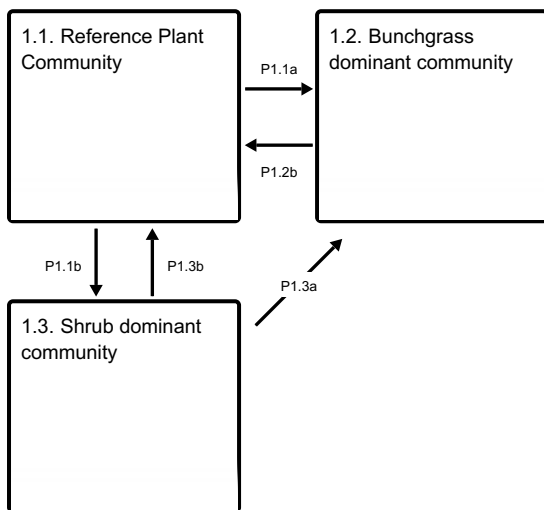 1.1. Reference Plant
Community
1.2. Bunchgrass
dominant community
P1.1a
P1.2b
P1.1b
P1.3b
P1.3a
1.3. Shrub dominant
community